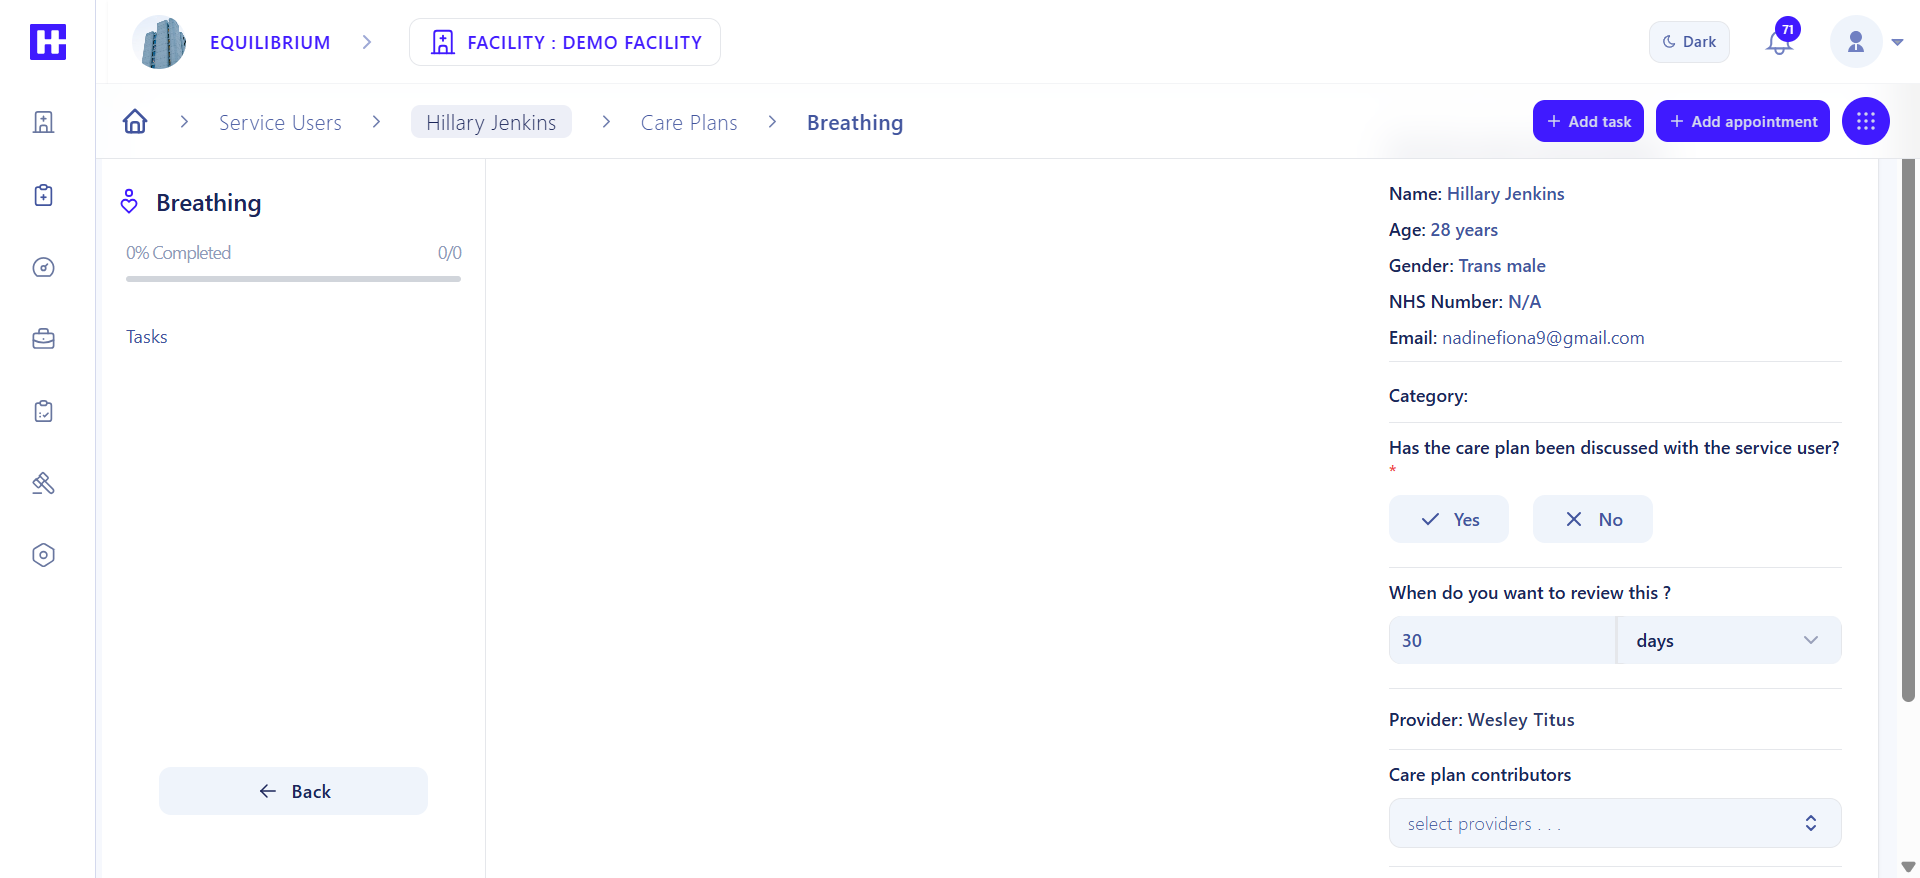 EQUILIBRIUM
FACILITY : DEMO FACILITY
Dark
71
Service Users
Hillary Jenkins
Care Plans
Breathing
+ Add task
+ Add appointment
Breathing
0% Completed
0/0
Tasks
Back
Name: Hillary Jenkins
Age: 28 years
Gender: Trans male
NHS Number: N/A
Email: nadinefiona9@gmail.com
Category:
Has the care plan been discussed with the service user?
*
Yes
No
When do you want to review this ?
30
days
Provider: Wesley Titus
Care plan contributors
select providers . . .